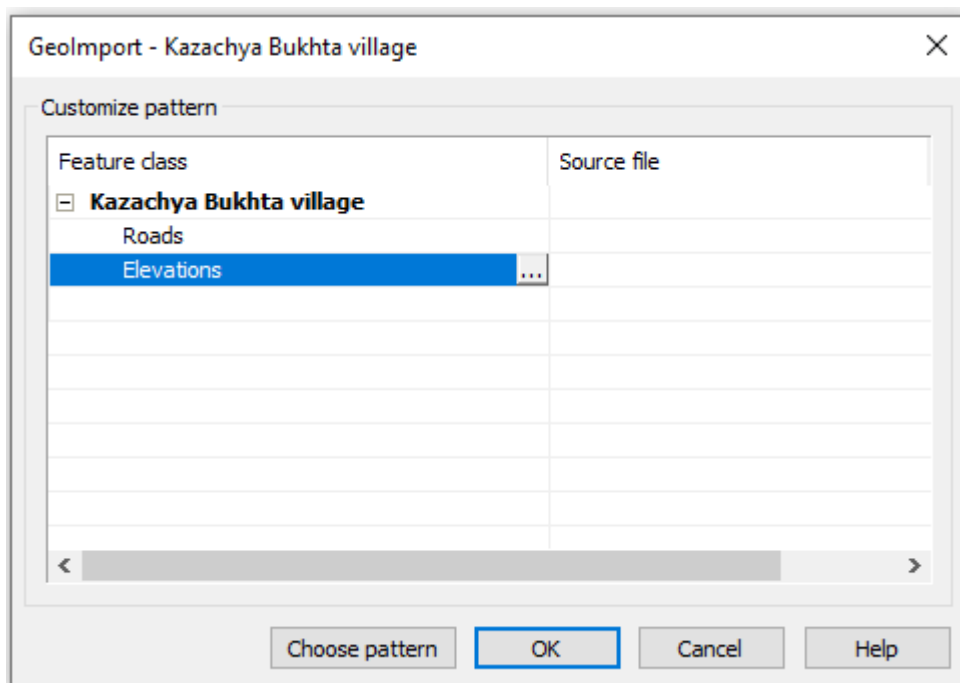 GeoImport - Kazachya Bukhta village
Customize pattern
Feature class Source file
Kazachya Bukhta village
Roads
Elevations ...
Choose pattern OK Cancel Help